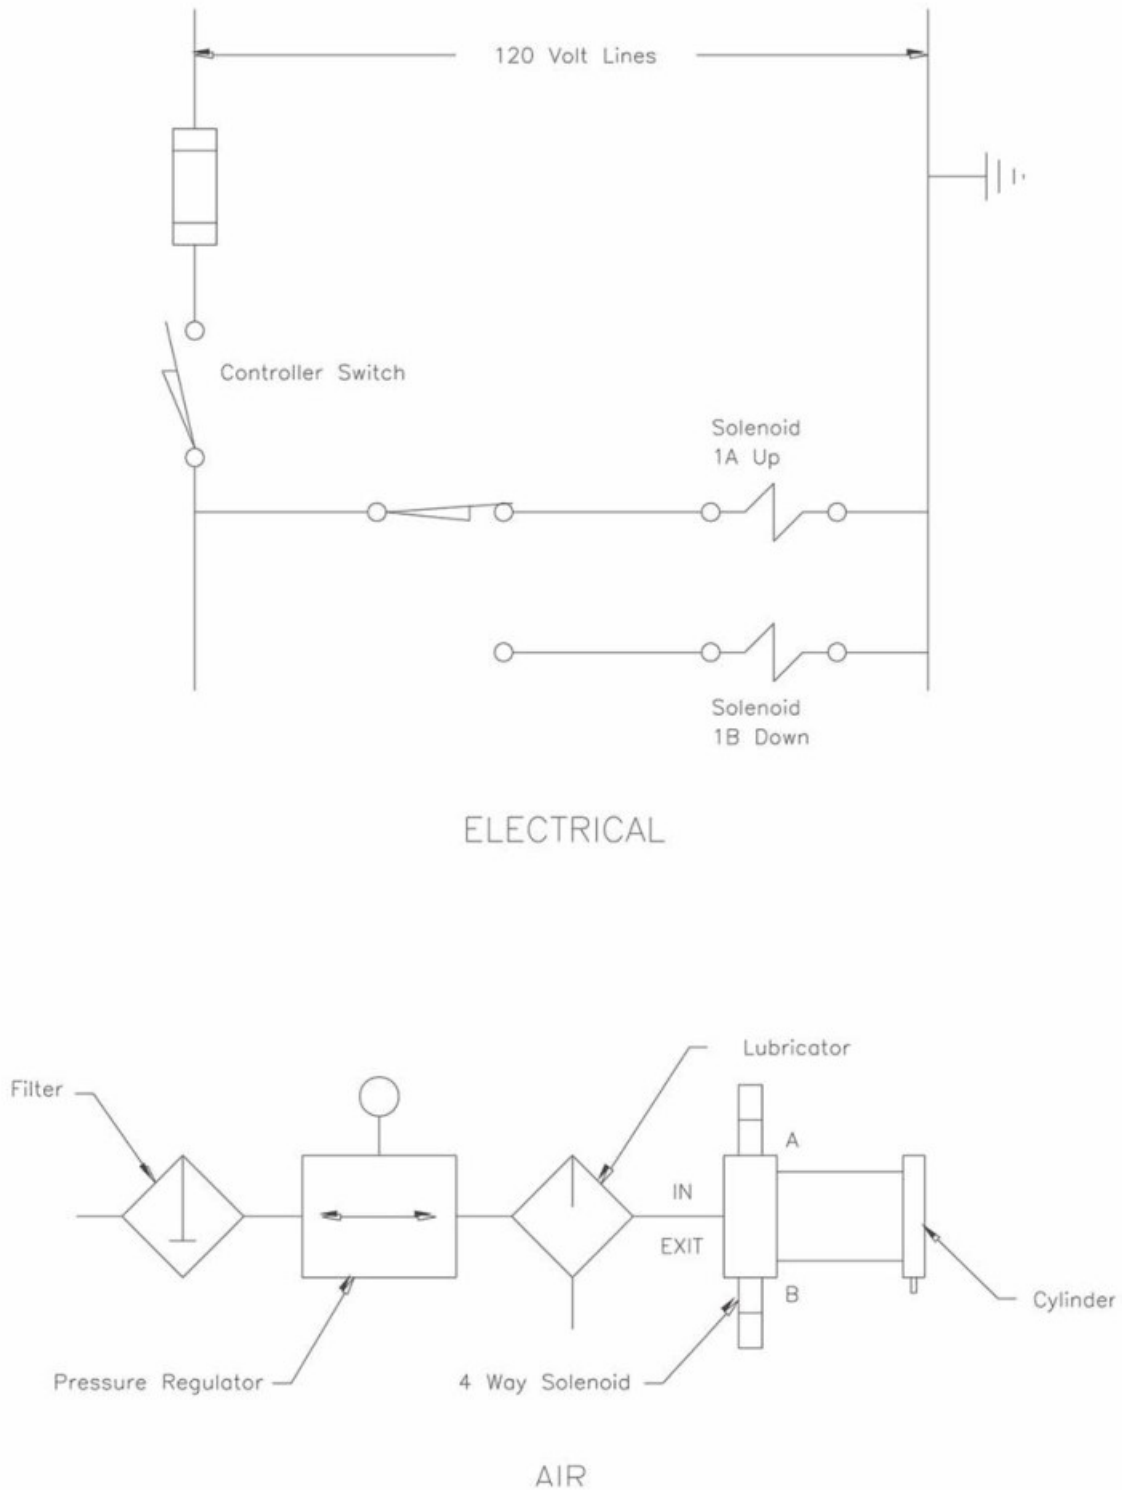 120 Volt Lines
Controller Switch
Solenoid
1A Up
Solenoid
1B Down
ELECTRICAL
Lubricator
Filter
A
IN
EXIT
B
Cylinder
Pressure Regulator
4 Way Solenoid
AIR